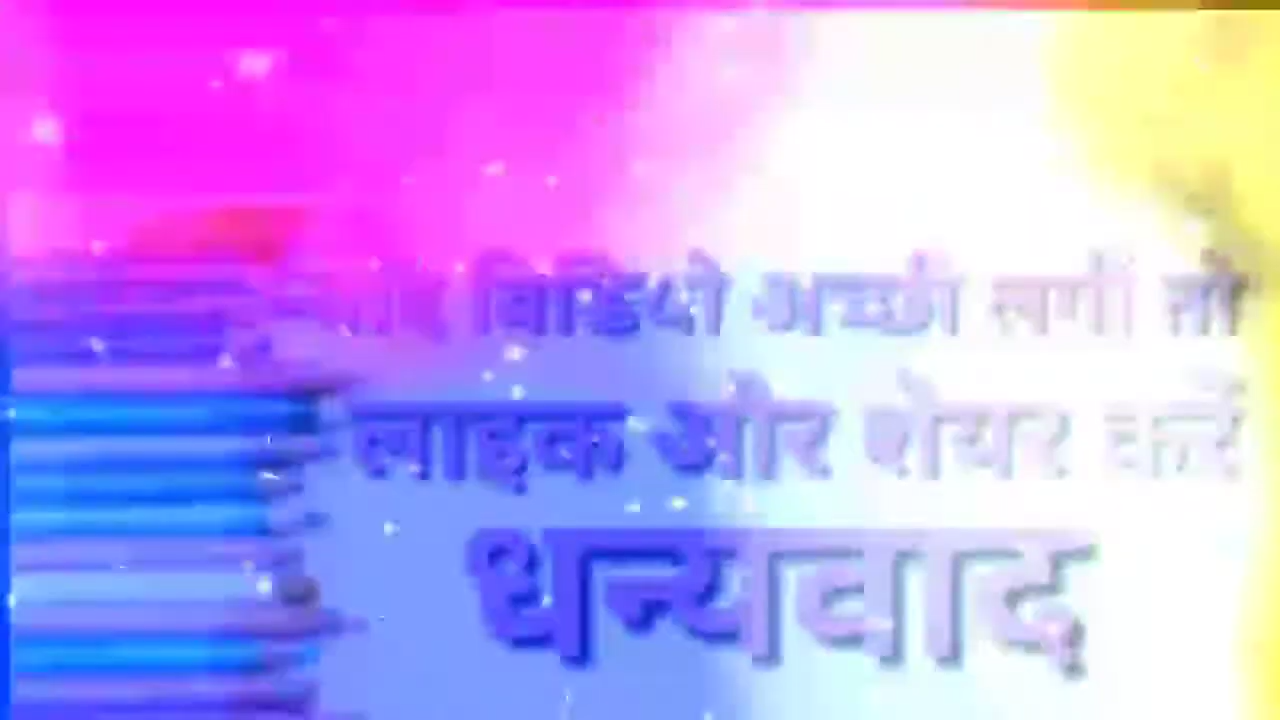 विडियो अच्छी लगी तो
लाइक और शेयर करें
धन्यवाद